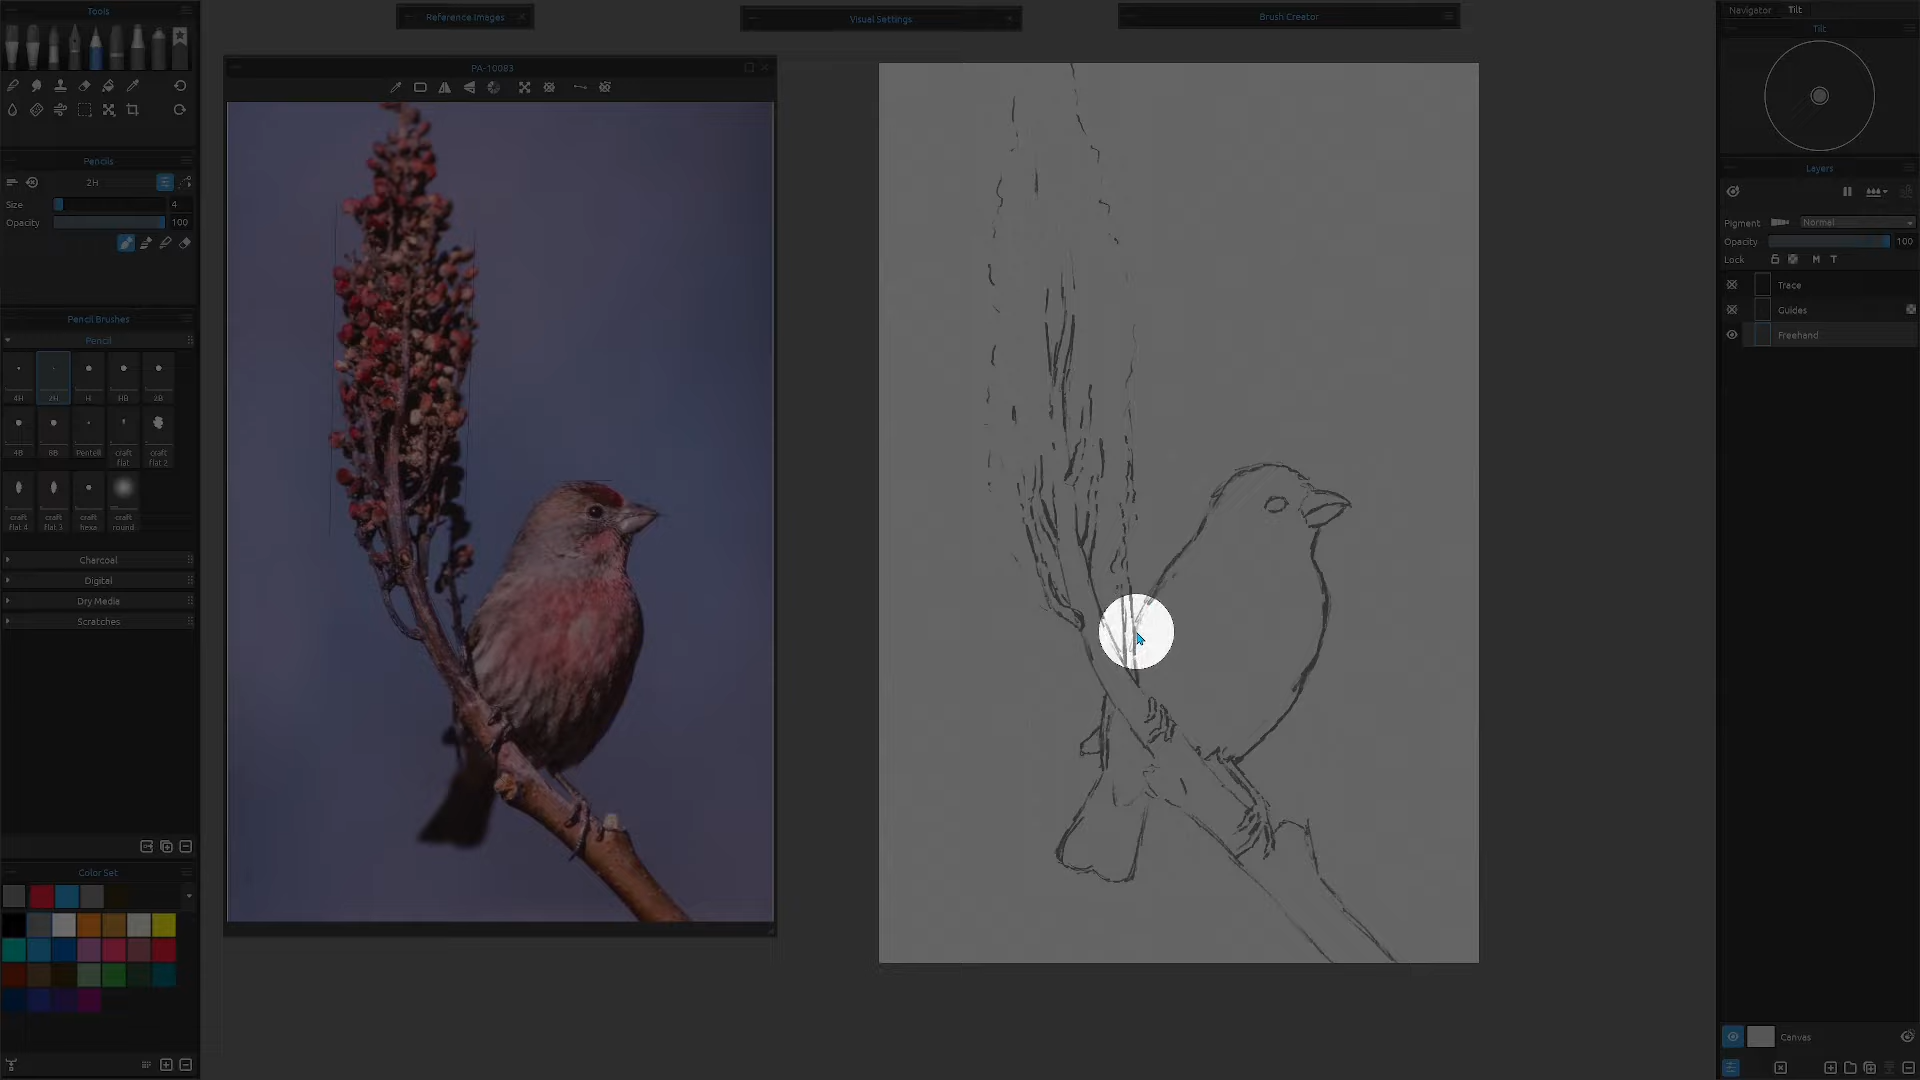 Tools
Reference Images
Visual Settings
Brush Creator
Navigator
Tilt
Tilt
PA-10083
Pencils
2H
Size
4
Opacity
100
Pencil Brushes
Pencil
4H
2H
H
HB
2B
4B
8B
Pentell
craft flat
craft flat 2
craft flat 4
craft flat 3
craft hexa
craft round
Charcoal
Digital
Dry Media
Scratches
Color Set
Layers
Pigment
Normal
Opacity
100
Lock
M
T
Trace
Guides
Freehand
Canvas